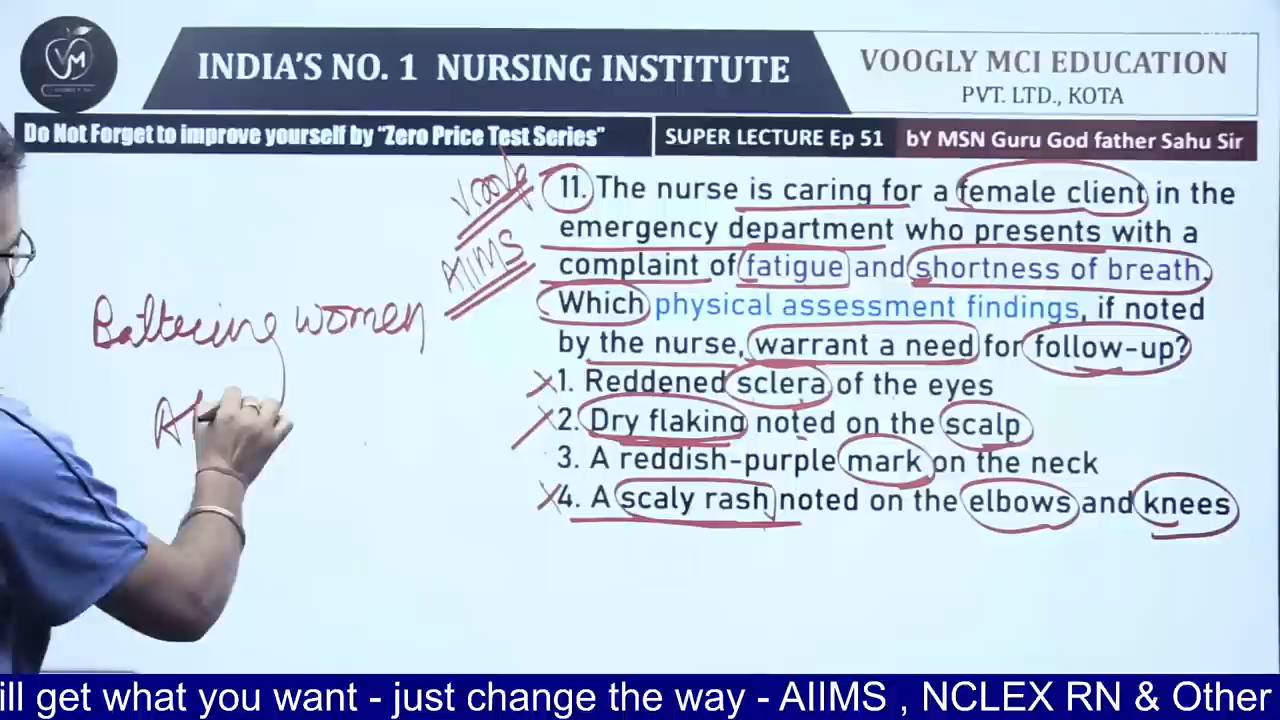 VM
INDIA'S NO. 1 NURSING INSTITUTE
VOOGLY MCI EDUCATION
PVT. LTD., KOTA
Do Not Forget to improve yourself by "Zero Price Test Series"
SUPER LECTURE Ep 51
bY MSN Guru God father Sahu Sir
11. The nurse is caring for a female client in the
emergency department who presents with a
complaint of fatigue and shortness of breath.
Which physical assessment findings, if noted
by the nurse, warrant a need for follow-up?
1. Reddened sclera of the eyes
2. Dry flaking noted on the scalp
3. A reddish-purple mark on the neck
4. A scaly rash noted on the elbows and knees
AIIMS
Battering women
ill get what you want - just change the way - AIIMS , NCLEX RN & Other